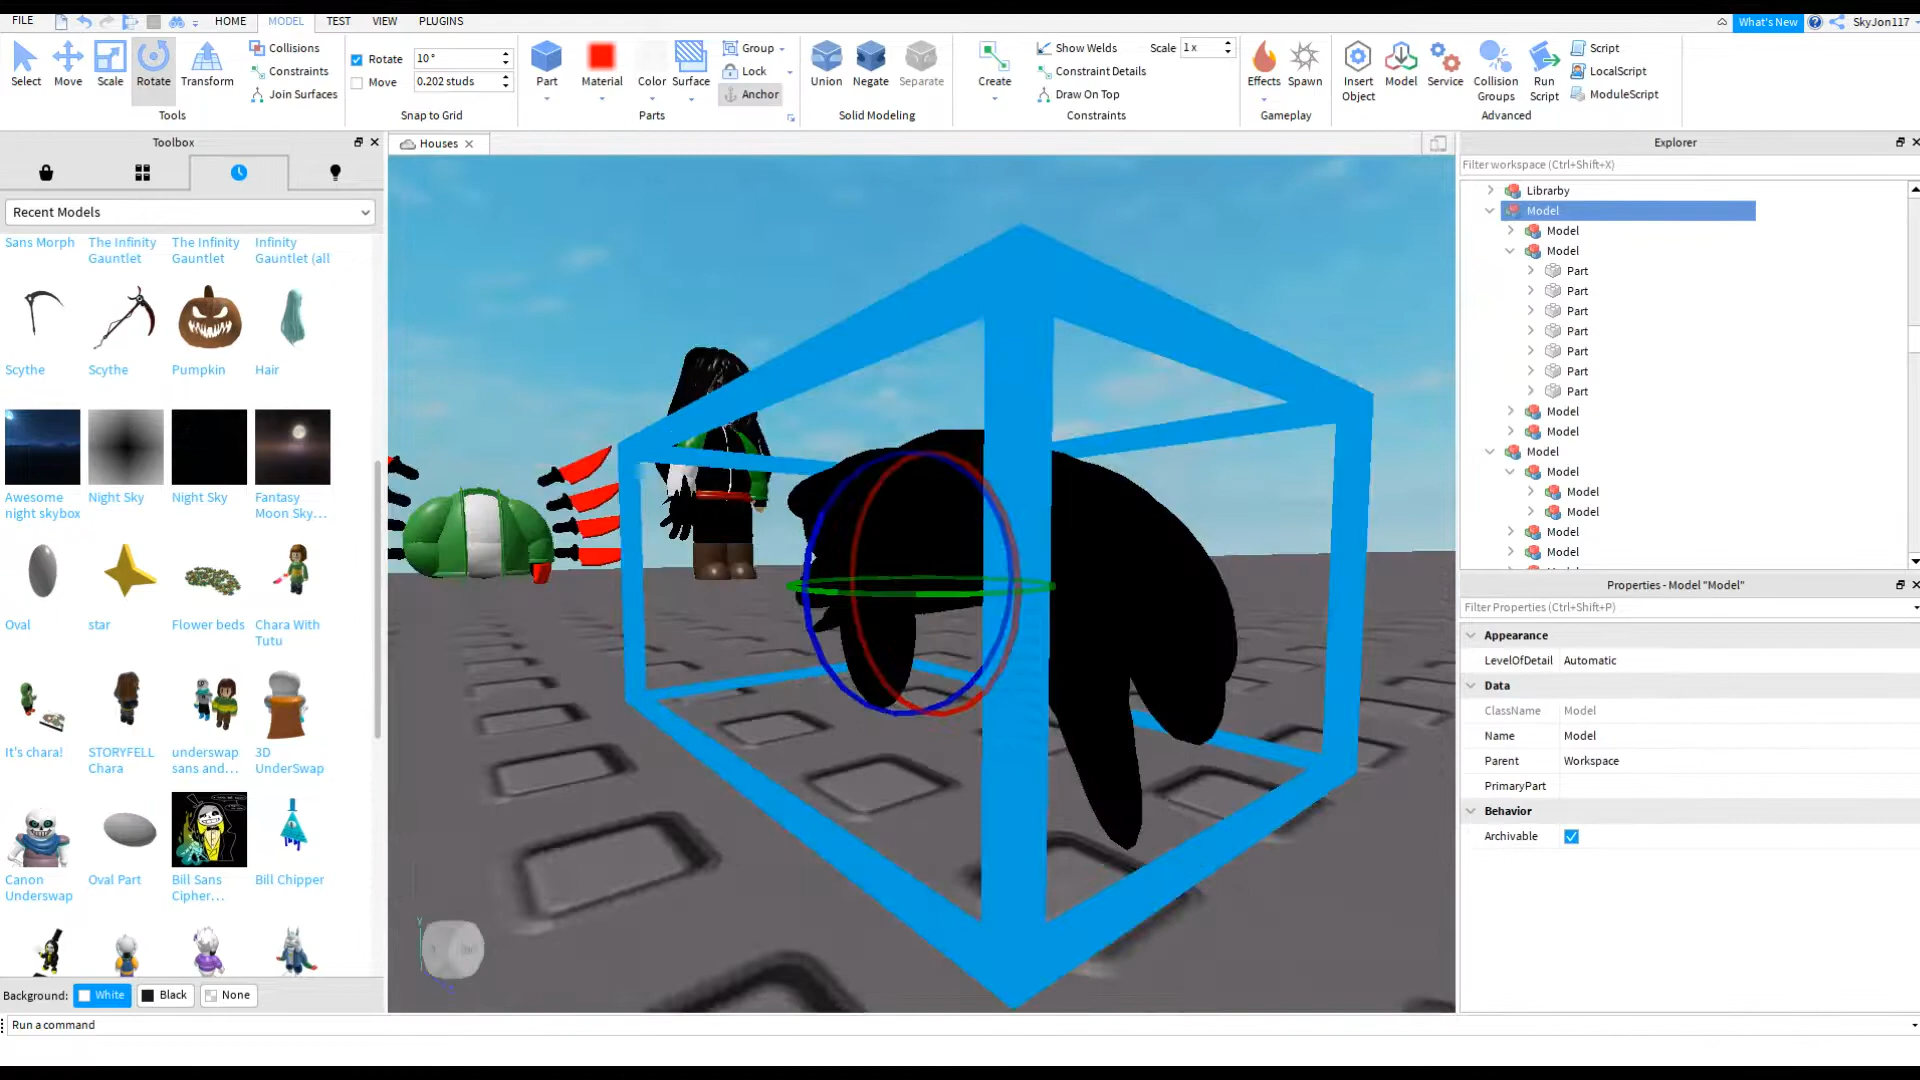 FILE HOME MODEL TEST VIEW PLUGINS What's New SkyJon117
Select Move Scale Rotate Transform
Collisions
Constraints
Join Surfaces
Tools
Rotate 10°
Move 0.202 studs
Snap to Grid
Part Material Color Surface
Group
Lock
Anchor
Parts
Union Negate Separate
Solid Modeling
Create
Show Welds Scale 1 x
Constraint Details
Draw On Top
Constraints
Effects Spawn
Gameplay
Insert Object
Model Service
Collision Groups
Run Script
Script
LocalScript
ModuleScript
Advanced
Toolbox
Recent Models
Sans Morph The Infinity Gauntlet The Infinity Gauntlet Infinity Gauntlet (all
Scythe Scythe Pumpkin Hair
Awesome night skybox Night Sky Night Sky Fantasy Moon Sky...
Oval star Flower beds Chara With Tutu
It's chara! STORYFELL Chara underswap sans and... 3D UnderSwap
Canon Underswap Oval Part Bill Sans Cipher... Bill Chipper
Background: White Black None
Run a command
Houses
Explorer
Filter workspace (Ctrl+Shift+X)
Librarby
Model
Model
Model
Part
Part
Part
Part
Part
Part
Part
Model
Model
Model
Model
Model
Model
Model
Model
Properties - Model "Model"
Filter Properties (Ctrl+Shift+P)
Appearance
LevelOfDetail Automatic
Data
ClassName Model
Name Model
Parent Workspace
PrimaryPart
Behavior
Archivable